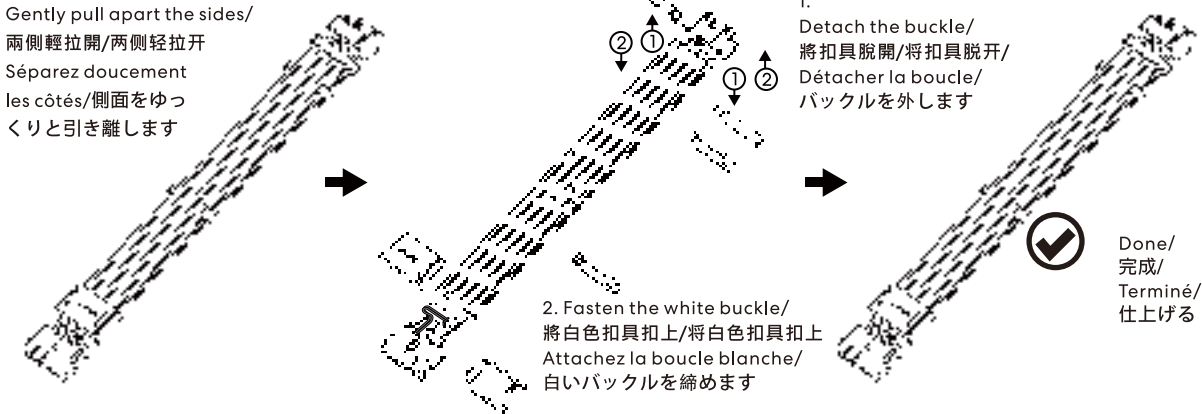 Gently pull apart the sides/
兩側輕拉開/两侧轻拉开
Séparez doucement
les côtés/側面をゆっ
くりと引き離します
② ①
① ②
1.
Detach the buckle/
將扣具脫開/将扣具脱开/
Détacher la boucle/
バックルを外します
2. Fasten the white buckle/
將白色扣具扣上/将白色扣具扣上
Attachez la boucle blanche/
白いバックルを締めます
Done/
完成/
Terminé/
仕上げる